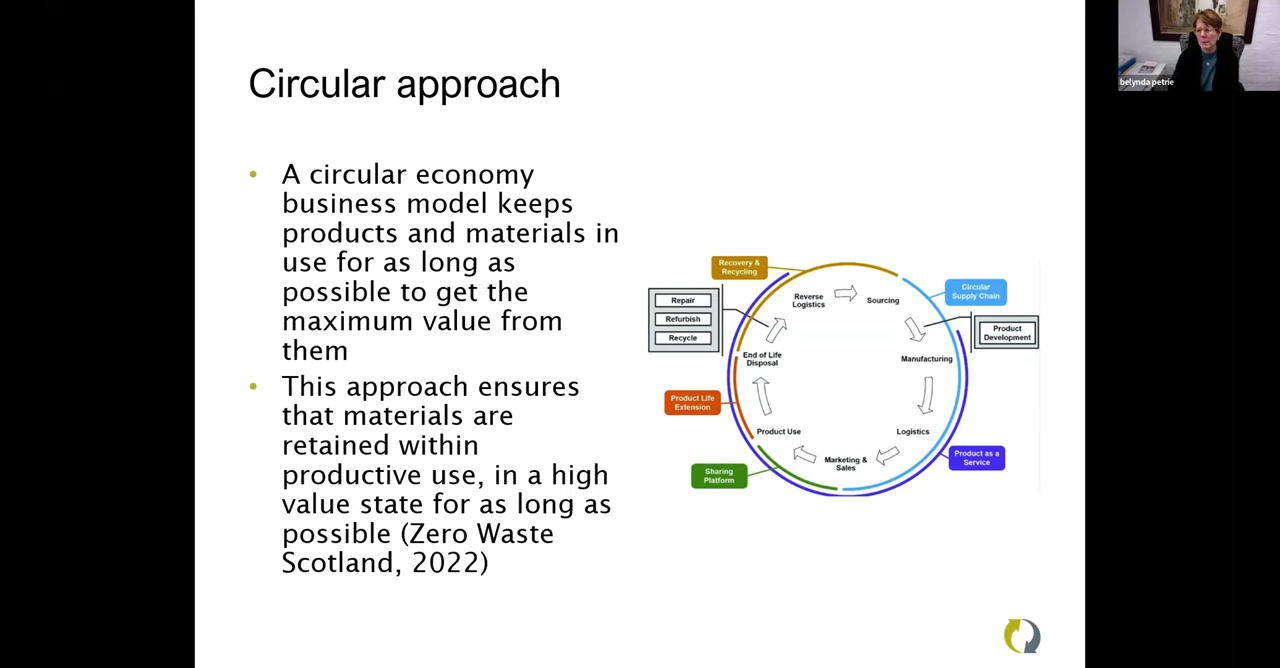 belynda petrie
Circular approach
• A circular economy
business model keeps
products and materials in
use for as long as
possible to get the
maximum value from
them
• This approach ensures
that materials are
retained within
productive use, in a high
value state for as long as
possible (Zero Waste
Scotland, 2022)
Recovery &
Recycling
Reverse
Logistics
Sourcing
Circular
Supply Chain
Repair
Refurbish
Recycle
Product
Development
End of Life
Disposal
Manufacturing
Product Life
Extension
Product Use
Logistics
Marketing &
Sales
Product as a
Service
Sharing
Platform